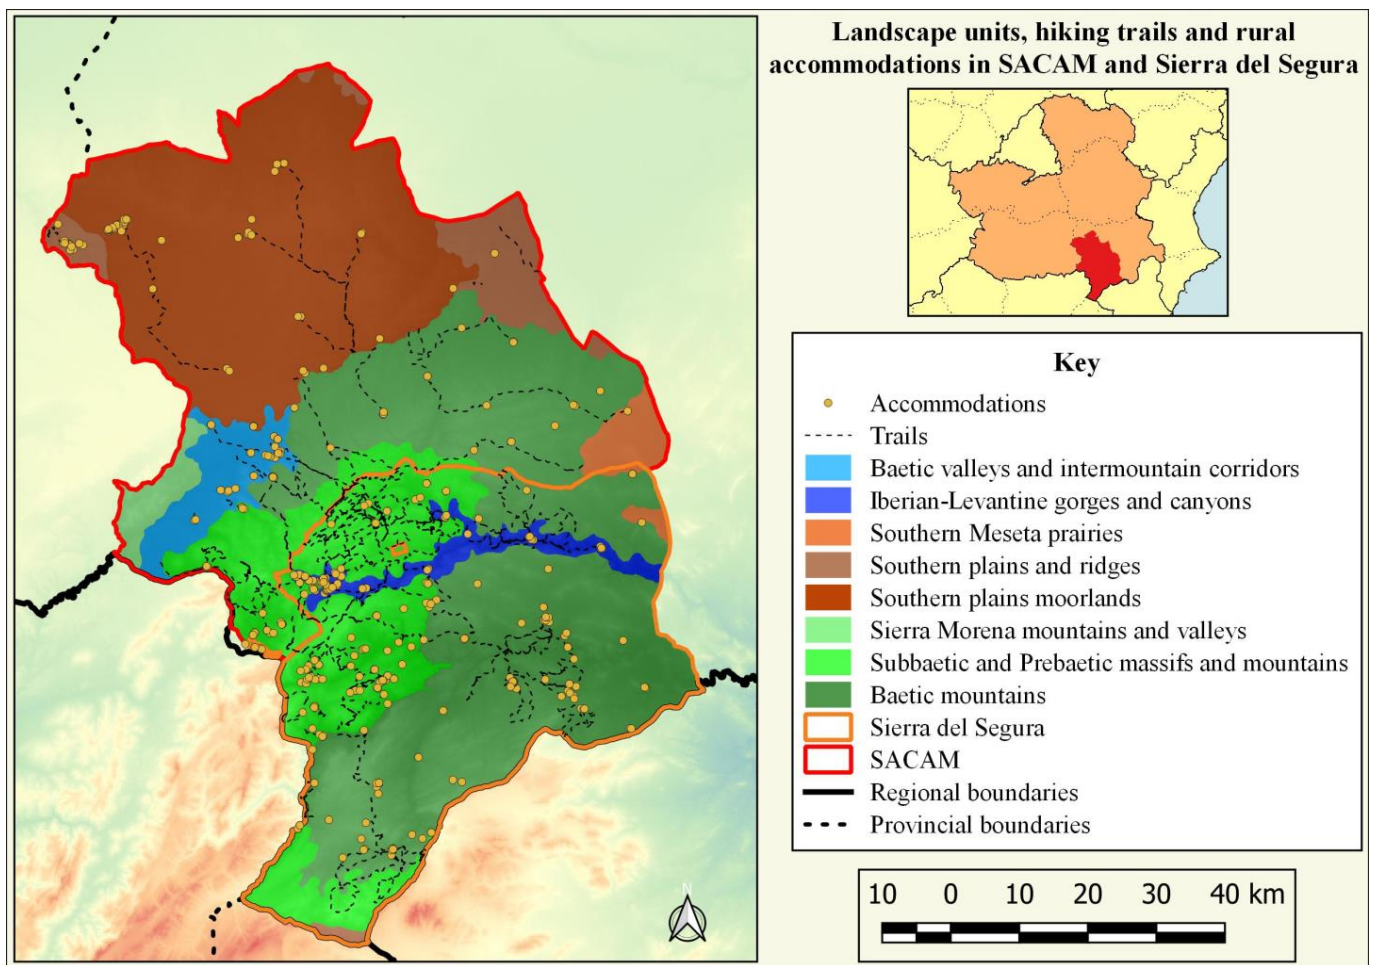 Landscape units, hiking trails and rural
accommodations in SACAM and Sierra del Segura
Key
Accommodations
Trails
Baetic valleys and intermountain corridors
Iberian-Levantine gorges and canyons
Southern Meseta prairies
Southern plains and ridges
Southern plains moorlands
Sierra Morena mountains and valleys
Subbaetic and Prebaetic massifs and mountains
Baetic mountains
Sierra del Segura
SACAM
Regional boundaries
Provincial boundaries
N
10 0 10 20 30 40 km